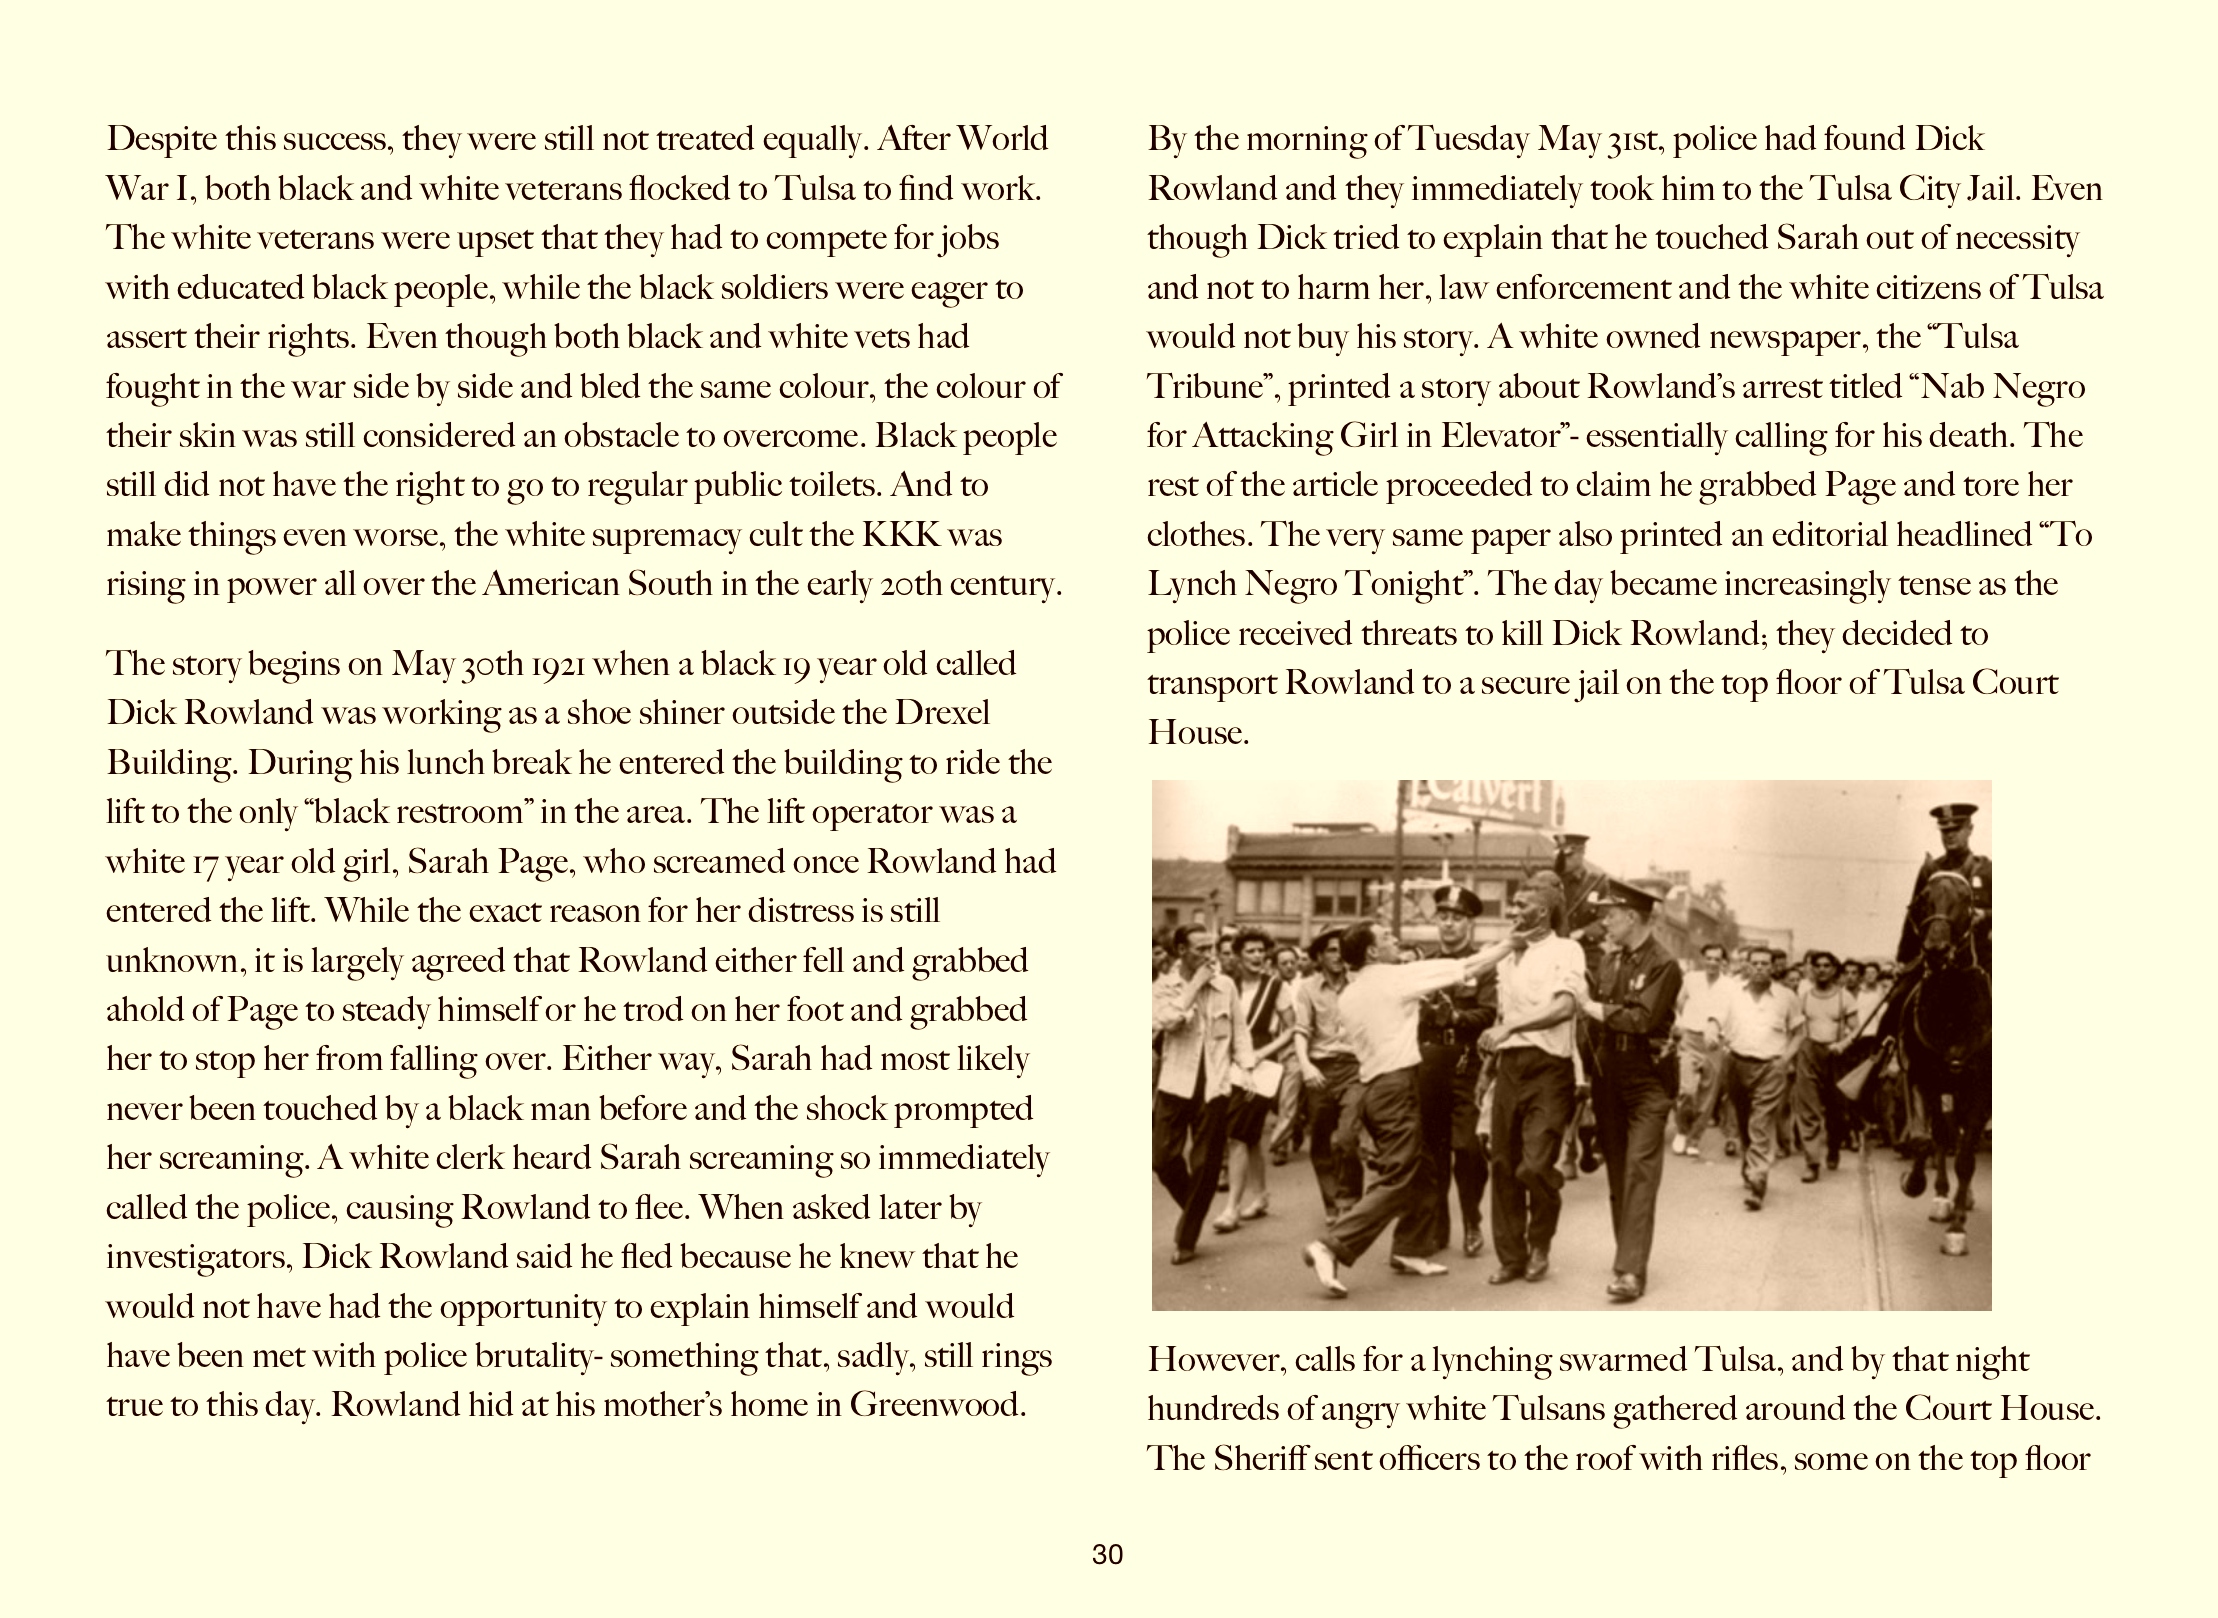 Despite this success, they were still not treated equally. After World
War I, both black and white veterans flocked to Tulsa to find work.
The white veterans were upset that they had to compete for jobs
with educated black people, while the black soldiers were eager to
assert their rights. Even though both black and white vets had
fought in the war side by side and bled the same colour, the colour of
their skin was still considered an obstacle to overcome. Black people
still did not have the right to go to regular public toilets. And to
make things even worse, the white supremacy cult the KKK was
rising in power all over the American South in the early 20th century.
The story begins on May 30th 1921 when a black 19 year old called
Dick Rowland was working as a shoe shiner outside the Drexel
Building. During his lunch break he entered the building to ride the
lift to the only “black restroom” in the area. The lift operator was a
white 17 year old girl, Sarah Page, who screamed once Rowland had
entered the lift. While the exact reason for her distress is still
unknown, it is largely agreed that Rowland either fell and grabbed
ahold of Page to steady himself or he trod on her foot and grabbed
her to stop her from falling over. Either way, Sarah had most likely
never been touched by a black man before and the shock prompted
her screaming. A white clerk heard Sarah screaming so immediately
called the police, causing Rowland to flee. When asked later by
investigators, Dick Rowland said he fled because he knew that he
would not have had the opportunity to explain himself and would
have been met with police brutality- something that, sadly, still rings
true to this day. Rowland hid at his mother’s home in Greenwood.
By the morning of Tuesday May 31st, police had found Dick
Rowland and they immediately took him to the Tulsa City Jail. Even
though Dick tried to explain that he touched Sarah out of necessity
and not to harm her, law enforcement and the white citizens of Tulsa
would not buy his story. A white owned newspaper, the “Tulsa
Tribune”, printed a story about Rowland’s arrest titled “Nab Negro
for Attacking Girl in Elevator”- essentially calling for his death. The
rest of the article proceeded to claim he grabbed Page and tore her
clothes. The very same paper also printed an editorial headlined “To
Lynch Negro Tonight”. The day became increasingly tense as the
police received threats to kill Dick Rowland; they decided to
transport Rowland to a secure jail on the top floor of Tulsa Court
House.
Calvert
However, calls for a lynching swarmed Tulsa, and by that night
hundreds of angry white Tulsans gathered around the Court House.
The Sheriff sent officers to the roof with rifles, some on the top floor
30